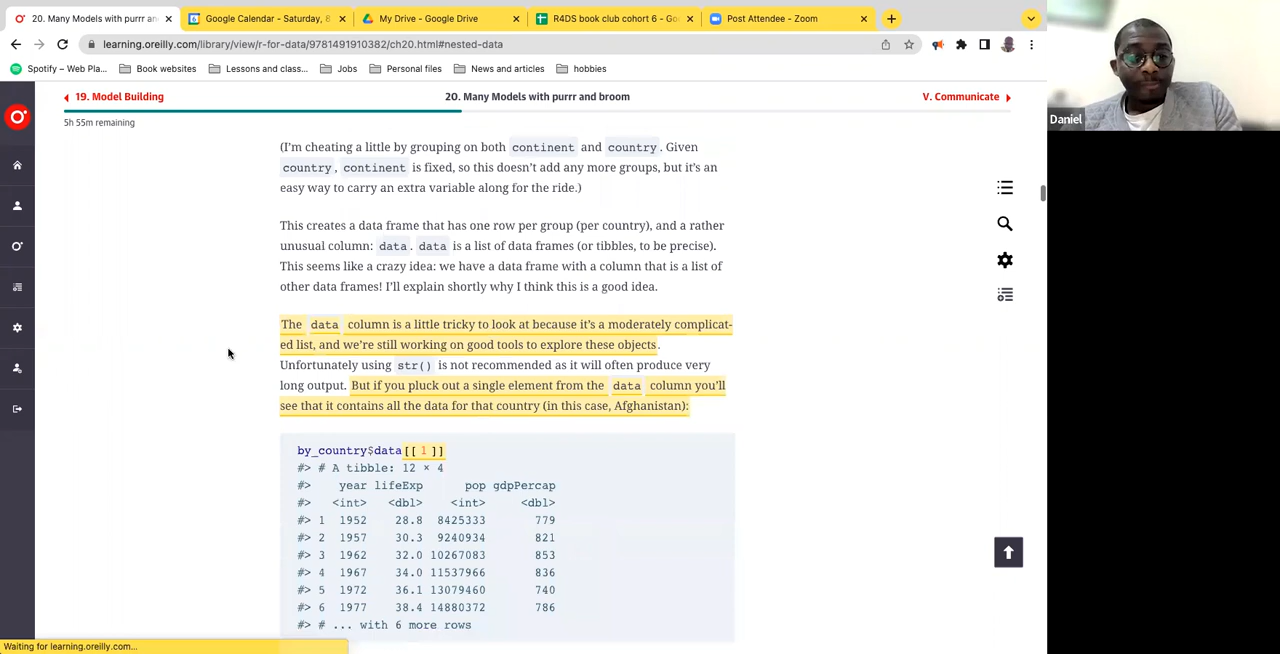 20. Many Models with purrr and
Google Calendar - Saturday, 8
My Drive - Google Drive
R4DS book club cohort 6 - Go
Post Attendee - Zoom
learning.oreilly.com/library/view/r-for-data/9781491910382/ch20.html#nested-data
Spotify – Web Pla...
Book websites
Lessons and class...
Jobs
Personal files
News and articles
hobbies
19. Model Building
20. Many Models with purrr and broom
V. Communicate
5h 55m remaining
(I'm cheating a little by grouping on both continent and country. Given
country, continent is fixed, so this doesn't add any more groups, but it's an
easy way to carry an extra variable along for the ride.)
This creates a data frame that has one row per group (per country), and a rather
unusual column: data. data is a list of data frames (or tibbles, to be precise).
This seems like a crazy idea: we have a data frame with a column that is a list of
other data frames! I'll explain shortly why I think this is a good idea.
The data column is a little tricky to look at because it's a moderately complicat-
ed list, and we're still working on good tools to explore these objects.
Unfortunately using str() is not recommended as it will often produce very
long output. But if you pluck out a single element from the data column you'll
see that it contains all the data for that country (in this case, Afghanistan):
by_country$data[[1]]
#> # A tibble: 12 × 4
#> year lifeExp pop gdpPercap
#> <int> <dbl> <int> <dbl>
#> 1 1952 28.8 8425333 779
#> 2 1957 30.3 9240934 821
#> 3 1962 32.0 10267083 853
#> 4 1967 34.0 11537966 836
#> 5 1972 36.1 13079460 740
#> 6 1977 38.4 14880372 786
#> # ... with 6 more rows
Waiting for learning.oreilly.com...
Daniel